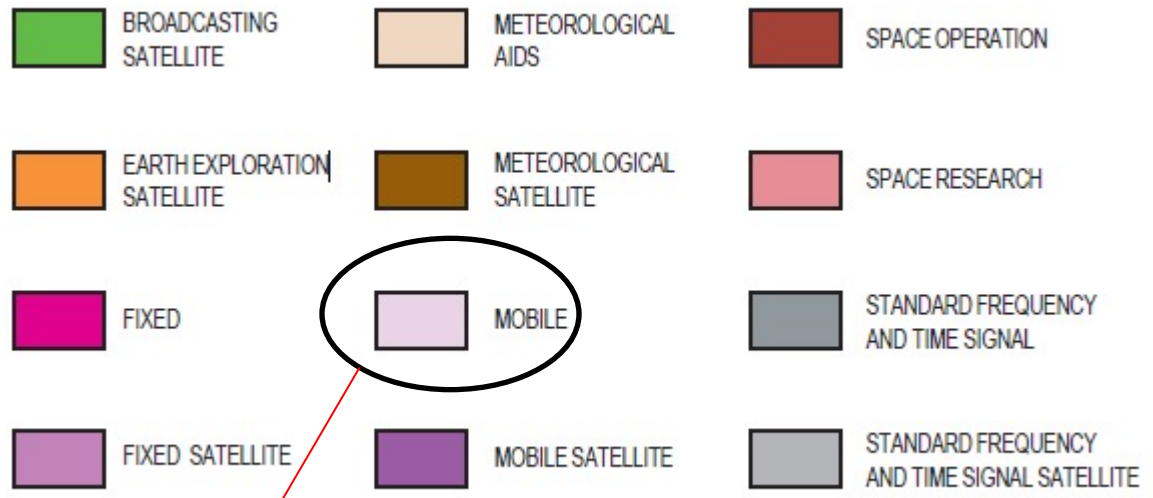 BROADCASTING
SATELLITE
METEOROLOGICAL
AIDS
SPACE OPERATION
EARTH EXPLORATION
SATELLITE
METEOROLOGICAL
SATELLITE
SPACE RESEARCH
FIXED
MOBILE
STANDARD FREQUENCY
AND TIME SIGNAL
FIXED SATELLITE
MOBILE SATELLITE
STANDARD FREQUENCY
AND TIME SIGNAL SATELLITE